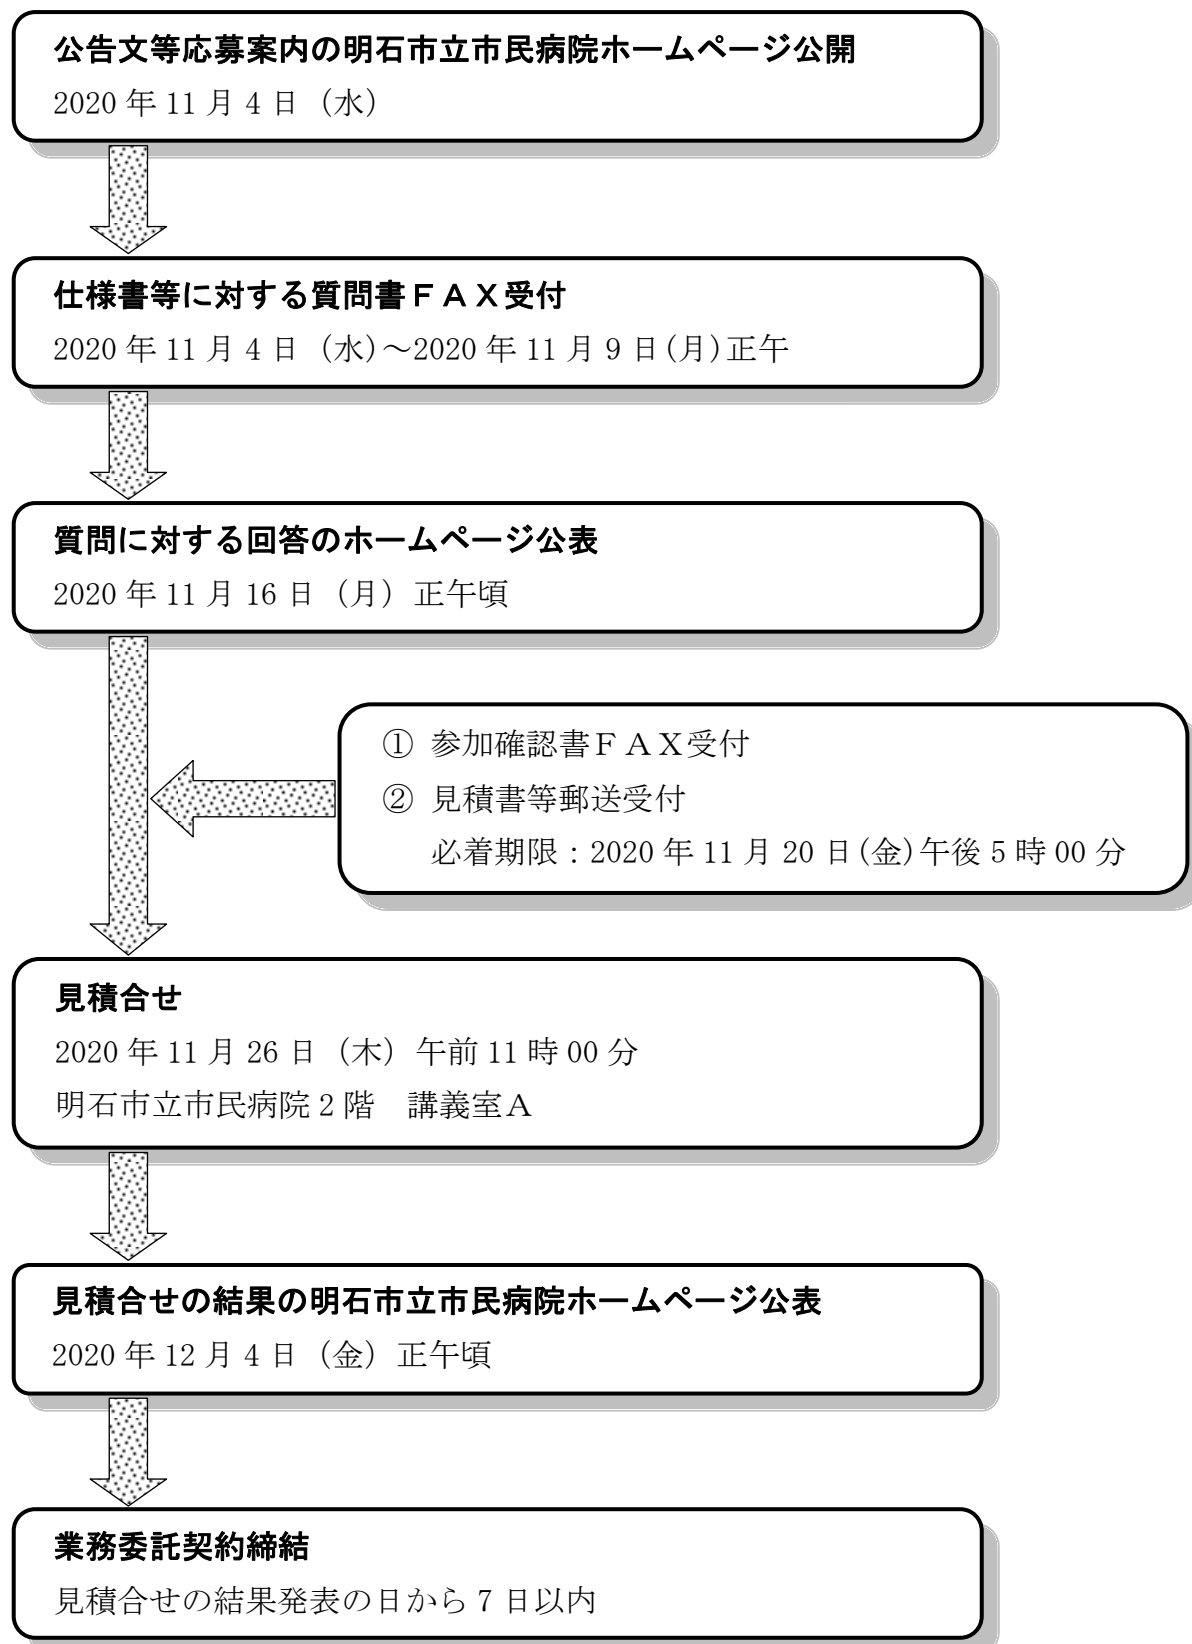 公告文等応募案内の明石市立市民病院ホームページ公開
2020 年 11 月 4 日（水）
仕様書等に対する質問書ＦＡＸ受付
2020 年 11 月 4 日（水）～2020 年 11 月 9 日（月）正午
質問に対する回答のホームページ公表
2020 年 11 月 16 日（月）正午頃
① 参加確認書ＦＡＸ受付
② 見積書等郵送受付
必着期限：2020 年 11 月 20 日（金）午後 5 時 00 分
見積合せ
2020 年 11 月 26 日（木）午前 11 時 00 分
明石市立市民病院 2 階　講義室Ａ
見積合せの結果の明石市立市民病院ホームページ公表
2020 年 12 月 4 日（金）正午頃
業務委託契約締結
見積合せの結果発表の日から 7 日以内